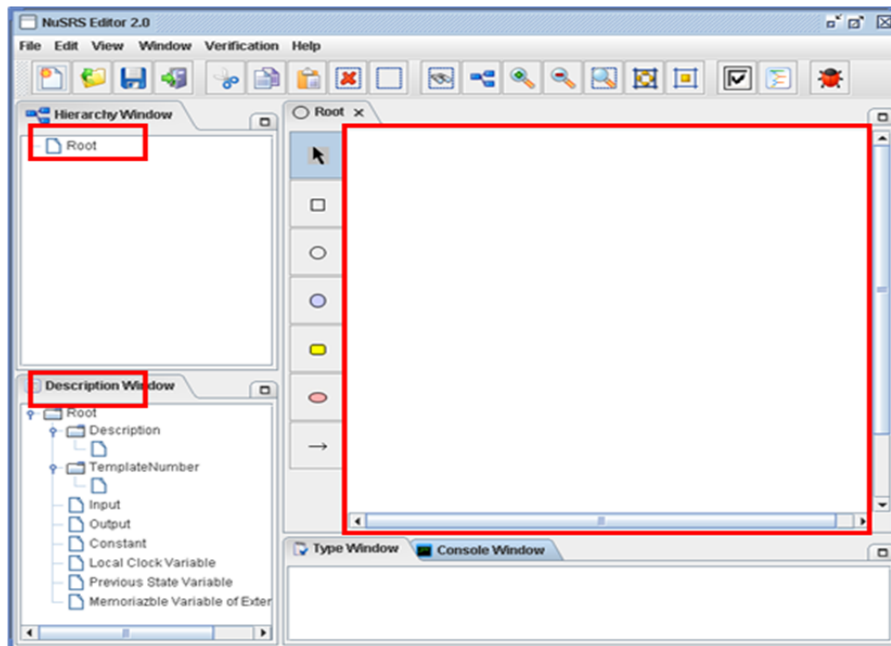 NuSRS Editor 2.0
File Edit View Window Verification Help
Hierarchy Window
Root
Root
Description Window
Root
Description
TemplateNumber
Input
Output
Constant
Local Clock Variable
Previous State Variable
Memoriazble Variable of Exter
Type Window
Console Window